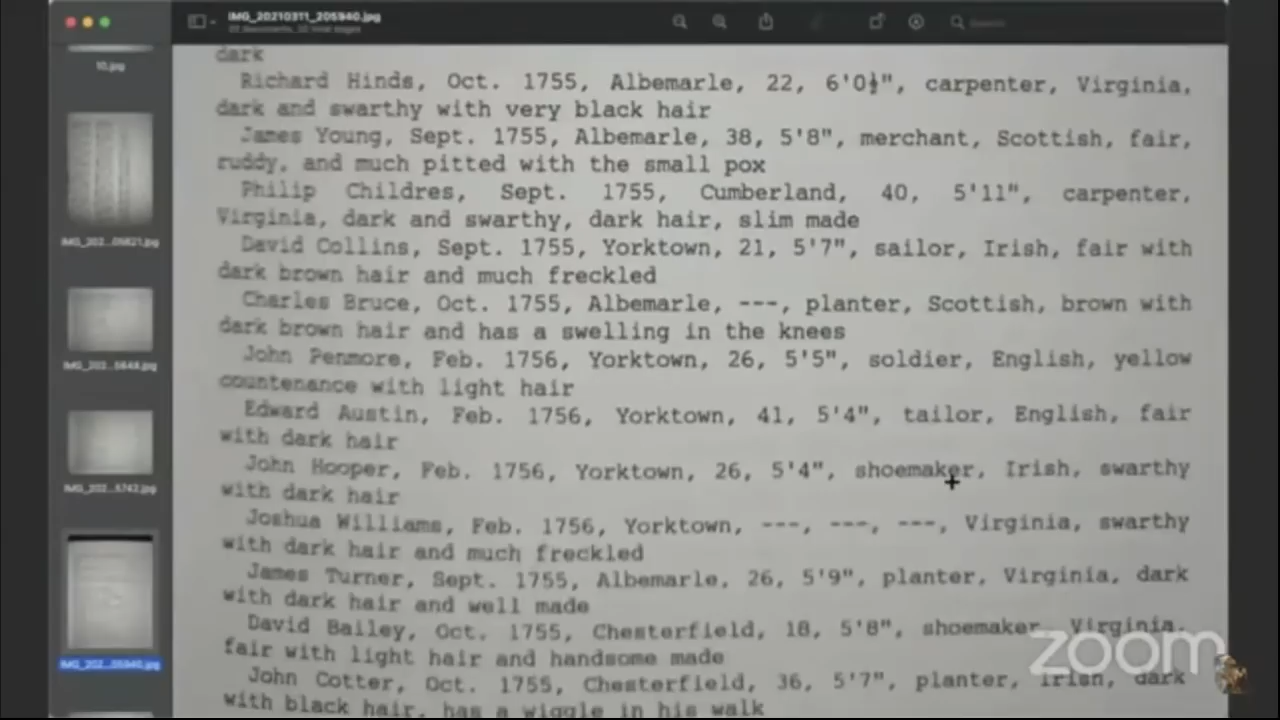 IMG_20210311_205940.jpg
Search
10.jpg
dark
Richard Hinds, Oct. 1755, Albemarle, 22, 6'0½", carpenter, Virginia,
dark and swarthy with very black hair
James Young, Sept. 1755, Albemarle, 38, 5'8", merchant, Scottish, fair,
ruddy, and much pitted with the small pox
Philip Childres, Sept. 1755, Cumberland, 40, 5'11", carpenter,
Virginia, dark and swarthy, dark hair, slim made
David Collins, Sept. 1755, Yorktown, 21, 5'7", sailor, Irish, fair with
dark brown hair and much freckled
Charles Bruce, Oct. 1755, Albemarle, ---, planter, Scottish, brown with
dark brown hair and has a swelling in the knees
John Penmore, Feb. 1756, Yorktown, 26, 5'5", soldier, English, yellow
countenance with light hair
Edward Austin, Feb. 1756, Yorktown, 41, 5'4", tailor, English, fair
with dark hair
John Hooper, Feb. 1756, Yorktown, 26, 5'4", shoemaker, Irish, swarthy
with dark hair
Joshua Williams, Feb. 1756, Yorktown, ---, ---, ---, Virginia, swarthy
with dark hair and much freckled
James Turner, Sept. 1755, Albemarle, 26, 5'9", planter, Virginia, dark
with dark hair and well made
David Bailey, Oct. 1755, Chesterfield, 18, 5'8", shoemaker, Virginia,
fair with light hair and handsome made
John Cotter, Oct. 1755, Chesterfield, 36, 5'7", planter, Irish, dark
with black hair, has a wiggle in his walk
zoom